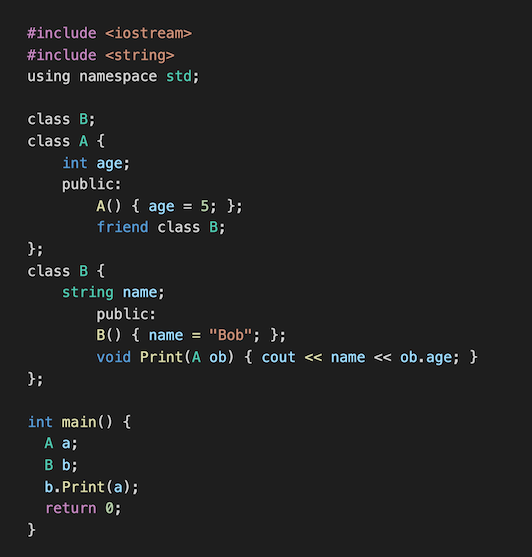 #include <iostream>
#include <string>
using namespace std;

class B;
class A {
    int age;
    public:
        A() { age = 5; };
        friend class B;
};
class B {
    string name;
        public:
        B() { name = "Bob"; };
        void Print(A ob) { cout << name << ob.age; }
};

int main() {
  A a;
  B b;
  b.Print(a);
  return 0;
}